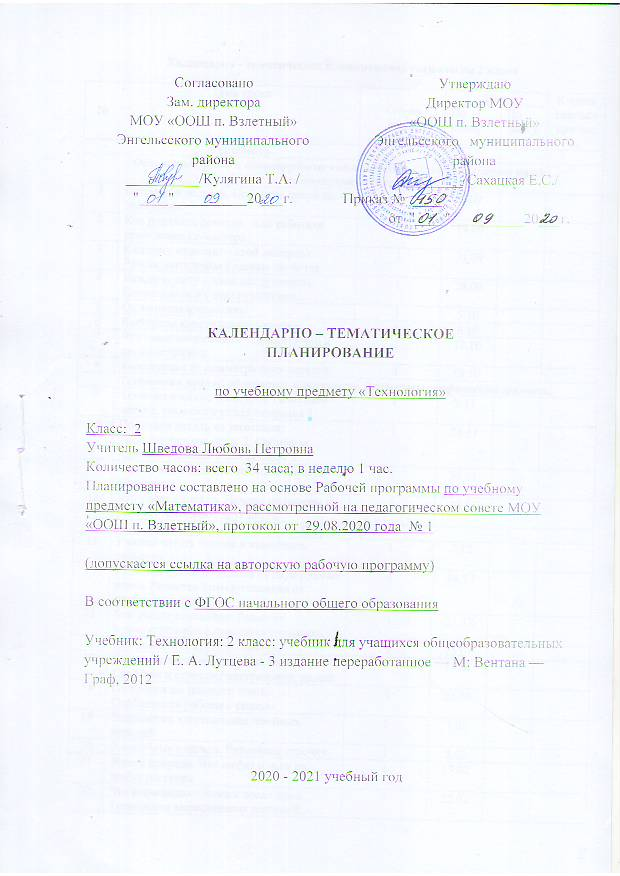 Согласовано
Зам. директора
МОУ «ООШ п. Взлетный»
Энгельсского муниципального
района
/Кулягина Т.А. /
" 01 " 09 2020 г.
Утверждаю
Директор МОУ
«ООШ п. Взлетный»
Энгельсского муниципального
района
/Сахацкая Е.С./
Приказ № 150
от " 01 09 2020 г.
КАЛЕНДАРНО – ТЕМАТИЧЕСКОЕ
ПЛАНИРОВАНИЕ
по учебному предмету «Технология»
Класс: 2
Учитель Шведова Любовь Петровна
Количество часов: всего 34 часа; в неделю 1 час.
Планирование составлено на основе Рабочей программы по учебному
предмету «Математика», рассмотренной на педагогическом совете МОУ
«ООШ п. Взлетный», протокол от 29.08.2020 года № 1
(допускается ссылка на авторскую рабочую программу)
В соответствии с ФГОС начального общего образования
Учебник: Технология: 2 класс: учебник для учащихся общеобразовательных
учреждений / Е. А. Лутцева - 3 издание переработанное — М: Вентана —
Граф, 2012
2020 - 2021 учебный год